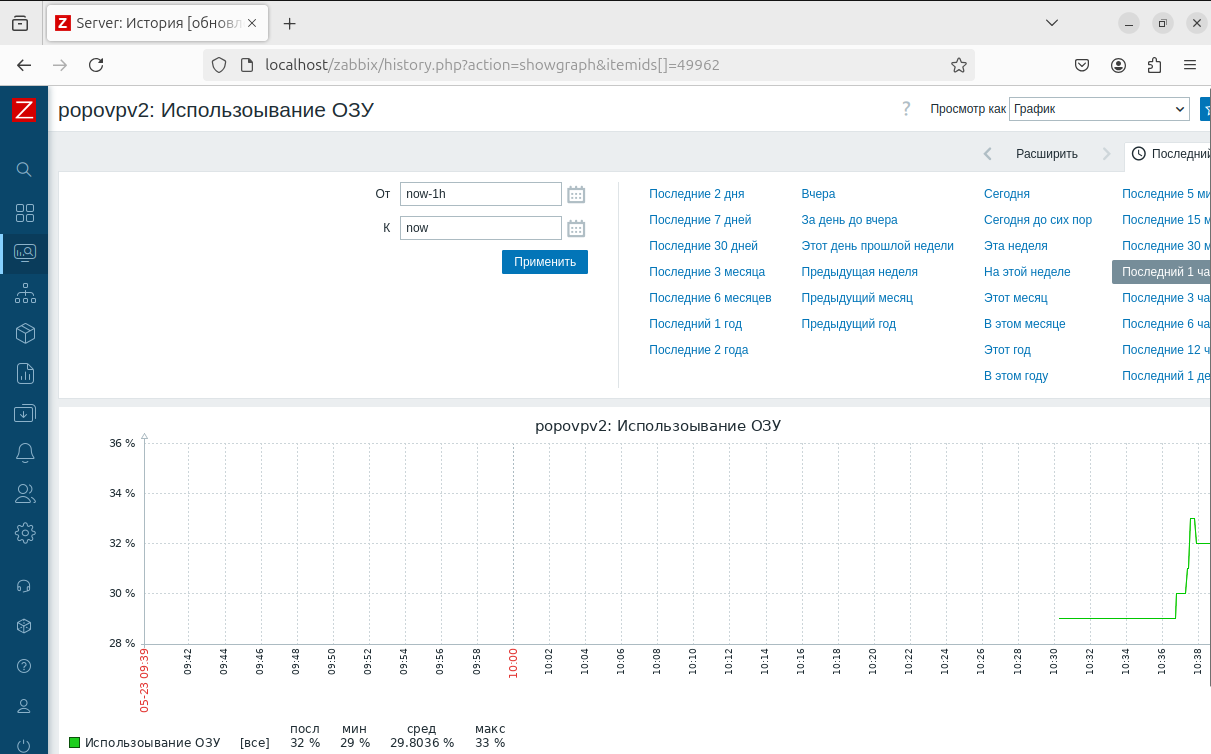 Server: История [обновл
localhost/zabbix/history.php?action=showgraph&itemids[]=49962
Z
popovpv2: Использоывание ОЗУ
?
Просмотр как График
Расширить
Последний
От now-1h
К now
Применить
Последние 2 дня Вчера Сегодня Последние 5 ми
Последние 7 дней За день до вчера Сегодня до сих пор Последние 15 м
Последние 30 дней Этот день прошлой недели Эта неделя Последние 30 м
Последние 3 месяца Предыдущая неделя На этой неделе Последний 1 ча
Последние 6 месяцев Предыдущий месяц Этот месяц Последние 3 ча
Последний 1 год Предыдущий год В этом месяце Последние 6 ча
Последние 2 года Этот год Последние 12 ч
В этом году Последний 1 де
popovpv2: Использоывание ОЗУ
36 %
34 %
32 %
30 %
28 %
05-23 09:39 09:42 09:44 09:46 09:48 09:50 09:52 09:54 09:56 09:58 10:00 10:02 10:04 10:06 10:08 10:10 10:12 10:14 10:16 10:18 10:20 10:22 10:24 10:26 10:28 10:30 10:32 10:34 10:36 10:38
посл мин сред макс
Использоывание ОЗУ [все] 32 % 29 % 29.8036 % 33 %